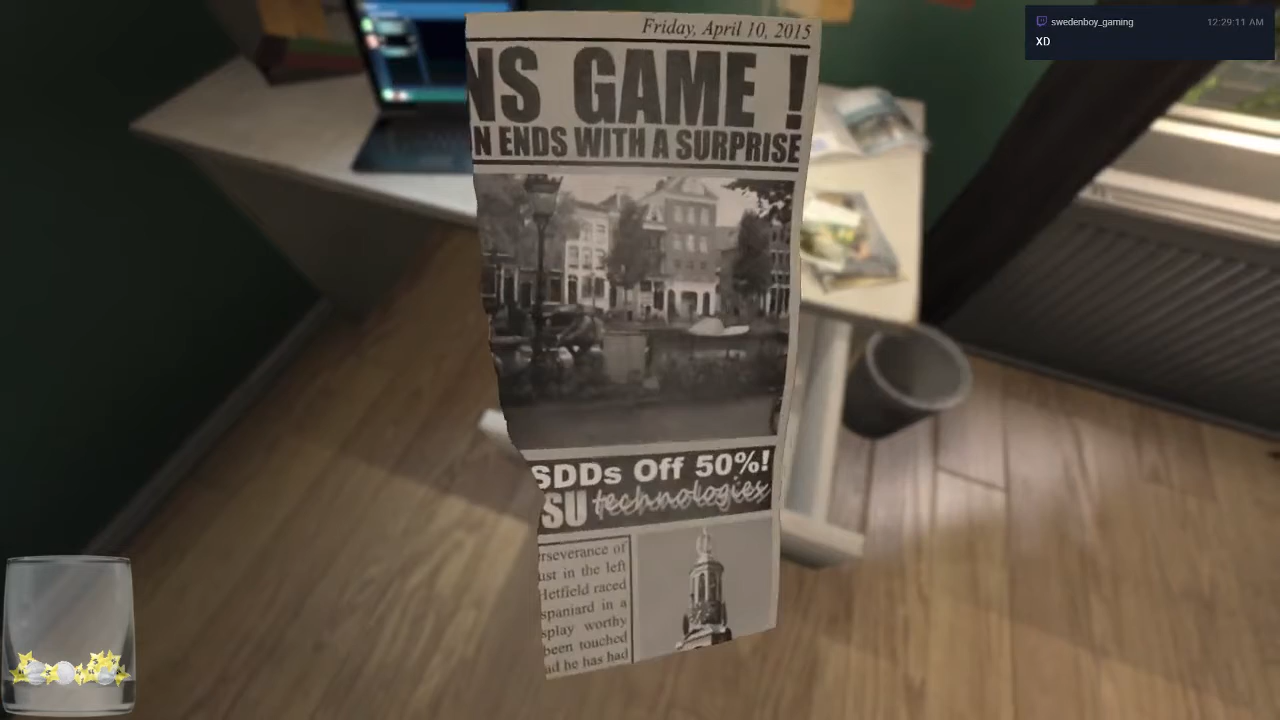 swedenboy_gaming 12:29:11 AM
XD
Friday, April 10, 2015
NS GAME !
N ENDS WITH A SURPRISE
SDDs Off 50%!
SU technologies
rseverance of
ust in the left
Hetfield raced
spaniard in a
splay worthy
been touched
ad he has had